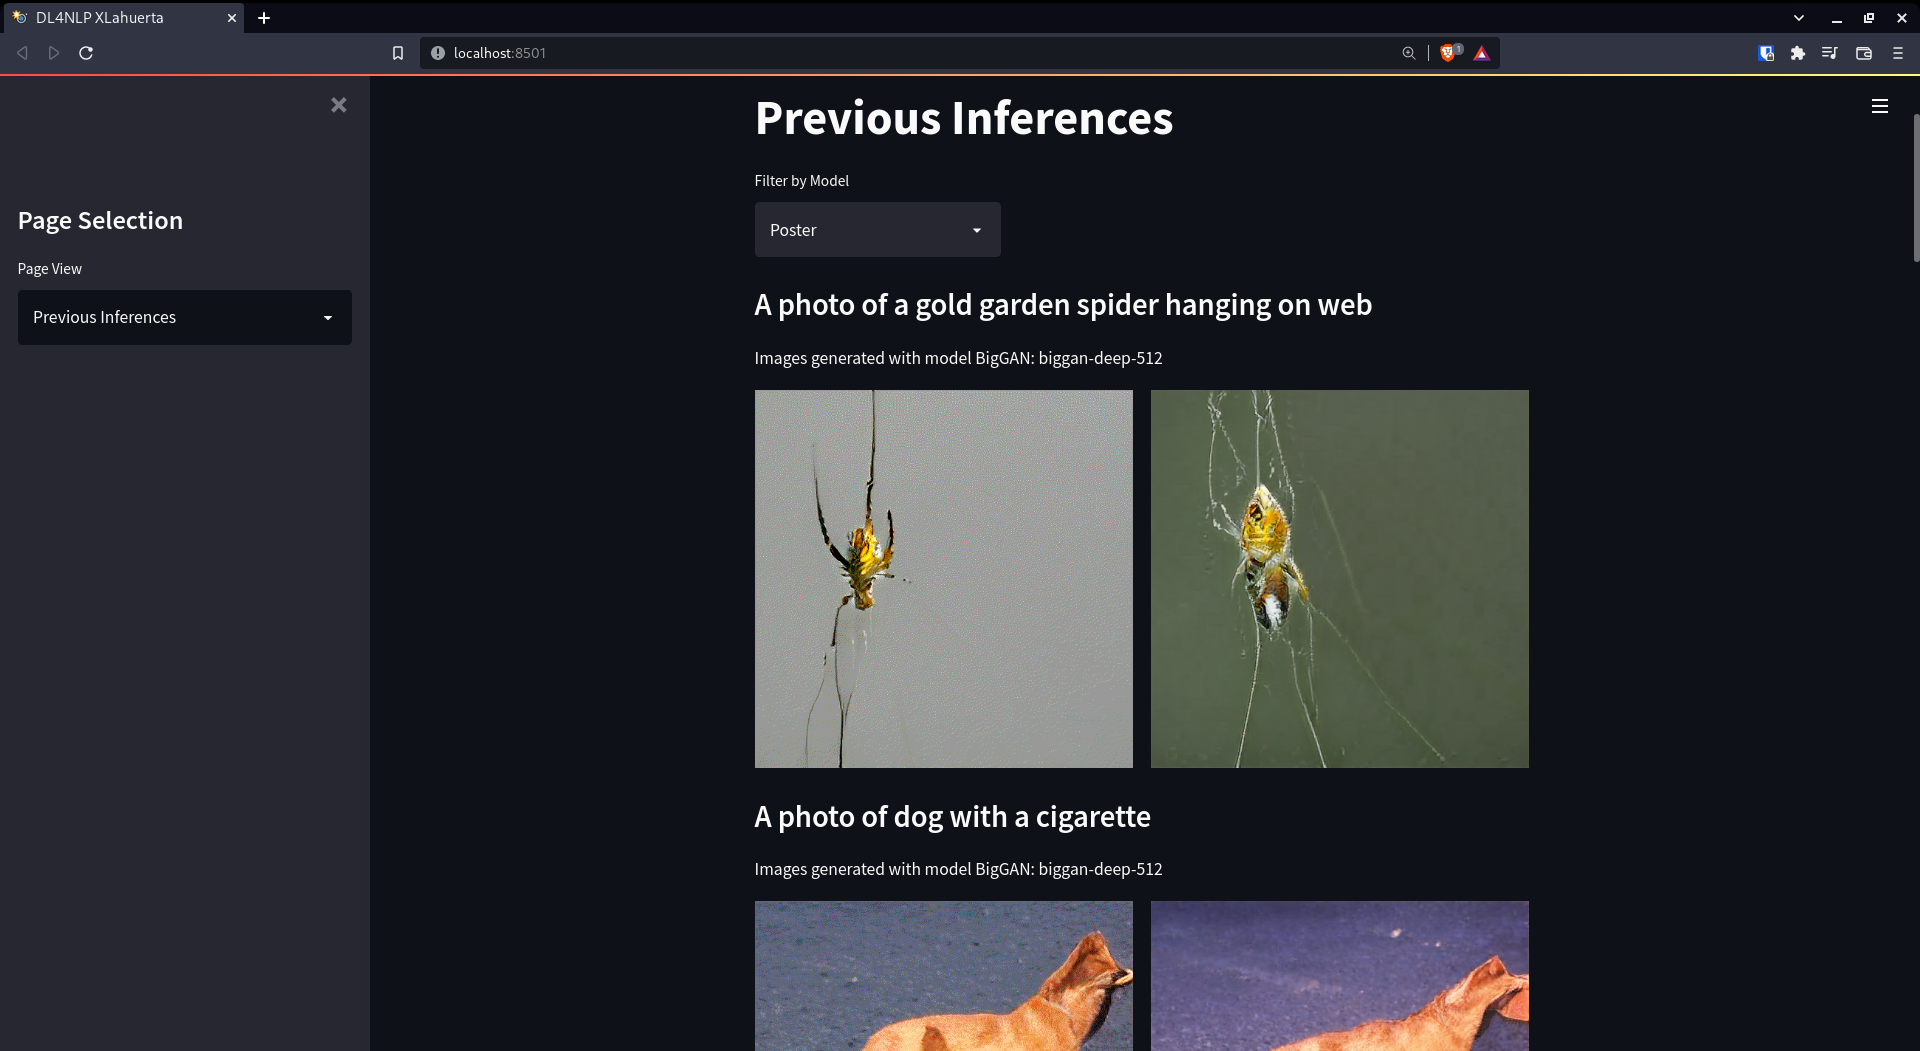 DL4NLP XLahuerta
localhost:8501
1
Page Selection
Page View
Previous Inferences
Previous Inferences
Filter by Model
Poster
A photo of a gold garden spider hanging on web
Images generated with model BigGAN: biggan-deep-512
A photo of dog with a cigarette
Images generated with model BigGAN: biggan-deep-512